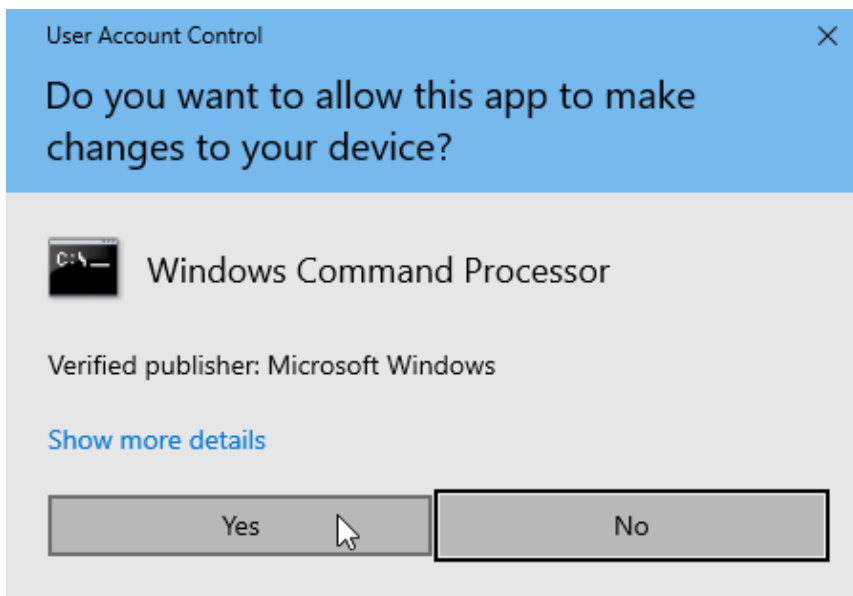 User Account Control
Do you want to allow this app to make
changes to your device?
C:\_
Windows Command Processor
Verified publisher: Microsoft Windows
Show more details
Yes
No